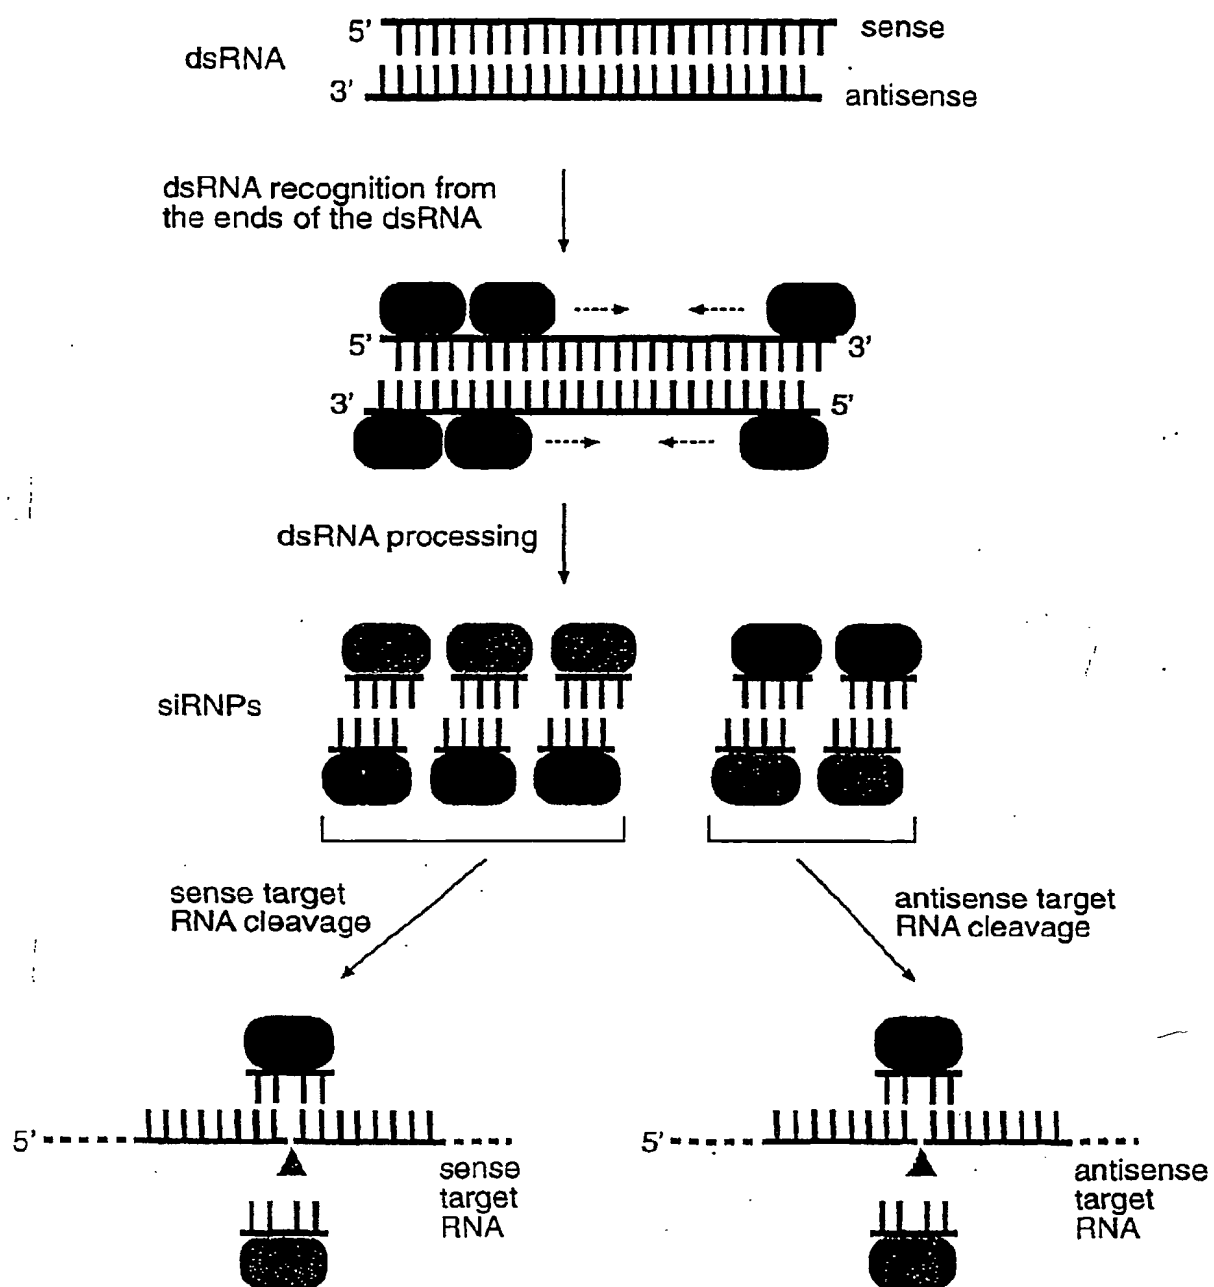 5'
sense
dsRNA
3'
antisense
dsRNA recognition from
the ends of the dsRNA
5'
3'
3'
5'
dsRNA processing
siRNPs
sense target
RNA cleavage
antisense target
RNA cleavage
5'
sense
target
RNA
5'
antisense
target
RNA